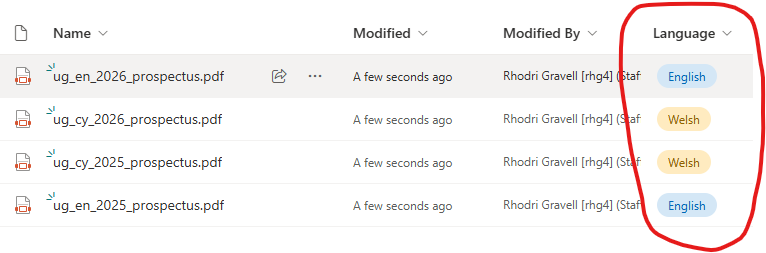 Name Modified Modified By Language
ug_en_2026_prospectus.pdf ... A few seconds ago Rhodri Gravell [rhg4] (Staf English
ug_cy_2026_prospectus.pdf A few seconds ago Rhodri Gravell [rhg4] (Staf Welsh
ug_cy_2025_prospectus.pdf A few seconds ago Rhodri Gravell [rhg4] (Staf Welsh
ug_en_2025_prospectus.pdf A few seconds ago Rhodri Gravell [rhg4] (Staf English